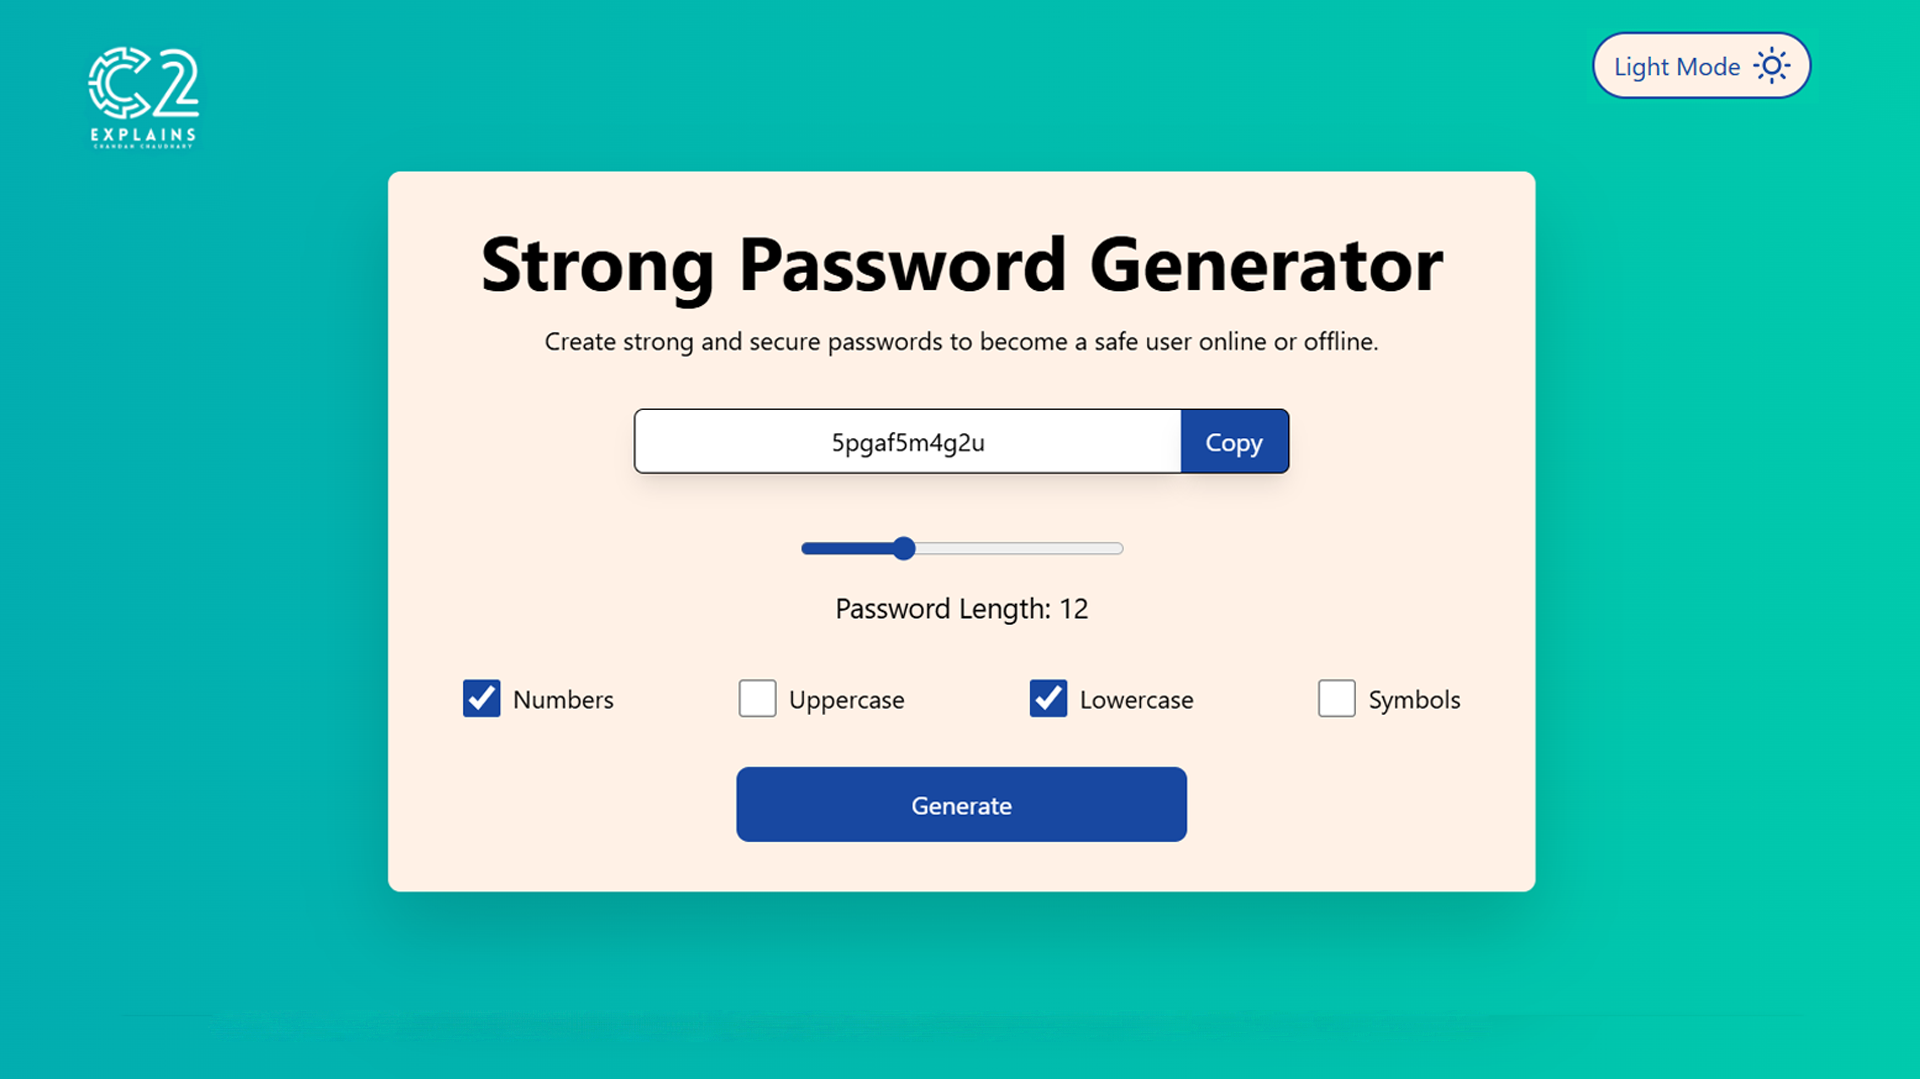 C2
EXPLAINS
CHANDAN CHAUDHARY
Light Mode
Strong Password Generator
Create strong and secure passwords to become a safe user online or offline.
5pgaf5m4g2u
Copy
Password Length: 12
Numbers
Uppercase
Lowercase
Symbols
Generate